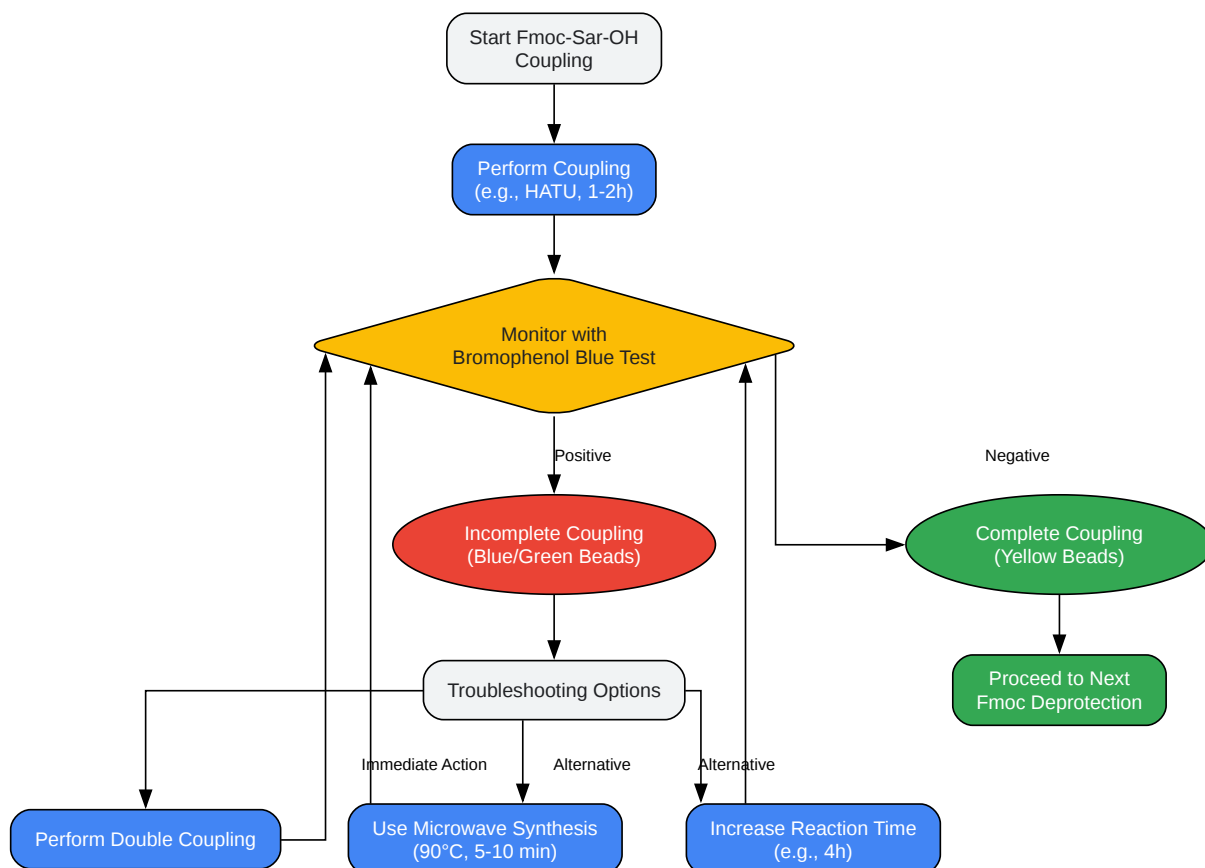 Start Fmoc-Sar-OH
Coupling
Perform Coupling
(e.g., HATU, 1-2h)
Monitor with
Bromophenol Blue Test
Positive
Negative
Incomplete Coupling
(Blue/Green Beads)
Complete Coupling
(Yellow Beads)
Troubleshooting Options
Proceed to Next
Fmoc Deprotection
Immediate Action
Alternative
Alternative
Perform Double Coupling
Use Microwave Synthesis
(90°C, 5-10 min)
Increase Reaction Time
(e.g., 4h)